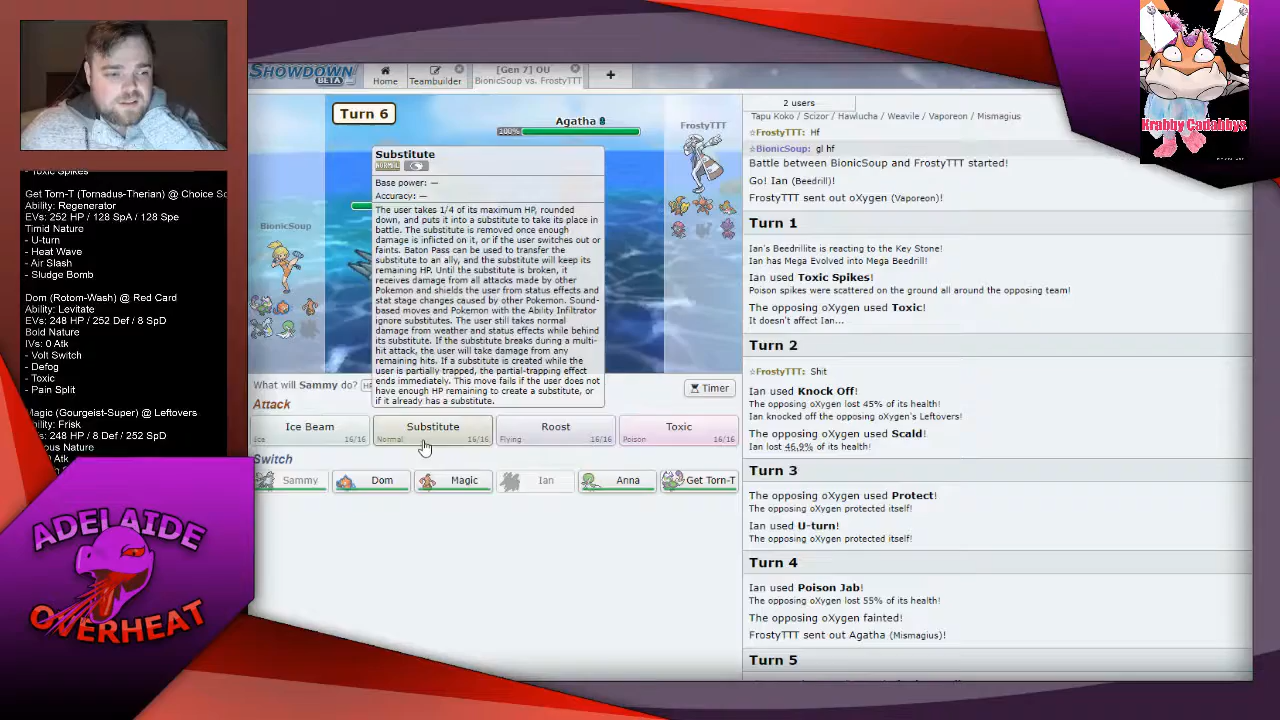 SHOWDOWN
BETA
Home
Teambuilder
[Gen 7] OU
BionicSoup vs. FrostyTTT
+
Krabby Cadabbys
- Toxic Spikes
Get Torn-T (Tornadus-Therian) @ Choice Sc
Ability: Regenerator
EVs: 252 HP / 128 SpA / 128 Spe
Timid Nature
- U-turn
- Heat Wave
- Air Slash
- Sludge Bomb
Dom (Rotom-Wash) @ Red Card
Ability: Levitate
EVs: 248 HP / 252 Def / 8 SpD
Bold Nature
IVs: 0 Atk
- Volt Switch
- Defog
- Toxic
- Pain Split
Magic (Gourgeist-Super) @ Leftovers
Ability: Frisk
EVs: 248 HP / 8 Def / 252 SpD
ous Nature
Atk
ADELAIDE
OVERHEAT
Turn 6
Agatha
100%
FrostyTTT
BionicSoup
Substitute
NORMAL
Base power: —
Accuracy: —
The user takes 1/4 of its maximum HP, rounded
down, and puts it into a substitute to take its place in
battle. The substitute is removed once enough
damage is inflicted on it, or if the user switches out or
faints. Baton Pass can be used to transfer the
substitute to an ally, and the substitute will keep its
remaining HP. Until the substitute is broken, it
receives damage from all attacks made by other
Pokemon and shields the user from status effects and
stat stage changes caused by other Pokemon. Sound-
based moves and Pokemon with the Ability Infiltrator
ignore substitutes. The user still takes normal
damage from weather and status effects while behind
its substitute. If the substitute breaks during a multi-
hit attack, the user will take damage from any
remaining hits. If a substitute is created while the
user is partially trapped, the partial-trapping effect
ends immediately. This move fails if the user does not
have enough HP remaining to create a substitute, or
if it already has a substitute.
What will Sammy do?
Timer
Attack
Ice Beam
Ice 16/16
Substitute
Normal 16/16
Roost
Flying 16/16
Toxic
Poison 16/16
Switch
Sammy
Dom
Magic
Ian
Anna
Get Torn-T
2 users
Tapu Koko / Scizor / Hawlucha / Weavile / Vaporeon / Mismagius
☆FrostyTTT: Hf
☆BionicSoup: gl hf
Battle between BionicSoup and FrostyTTT started!
Go! Ian (Beedrill)!
FrostyTTT sent out oXygen (Vaporeon)!
Turn 1
Ian's Beedrillite is reacting to the Key Stone!
Ian has Mega Evolved into Mega Beedrill!
Ian used Toxic Spikes!
Poison spikes were scattered on the ground all around the opposing team!
The opposing oXygen used Toxic!
It doesn't affect Ian...
Turn 2
☆FrostyTTT: Shit
Ian used Knock Off!
The opposing oXygen lost 45% of its health!
Ian knocked off the opposing oXygen's Leftovers!
The opposing oXygen used Scald!
Ian lost 46.9% of its health!
Turn 3
The opposing oXygen used Protect!
The opposing oXygen protected itself!
Ian used U-turn!
The opposing oXygen protected itself!
Turn 4
Ian used Poison Jab!
The opposing oXygen lost 55% of its health!
The opposing oXygen fainted!
FrostyTTT sent out Agatha (Mismagius)!
Turn 5